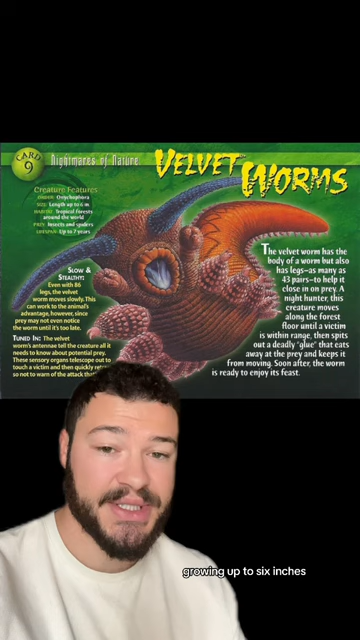 CARD
9
Nightmares of Nature
VELVET
WORMS
Creature Features
ORDER: Onychophora
SIZE: Length up to 6 in
HABITAT: Tropical forests
around the world
PREY: Insects and spiders
LIFESPAN: Up to 7 years
SLOW &
STEALTHY:
Even with 86
legs, the velvet
worm moves slowly. This
can work to the animal's
advantage, however, since
prey may not even notice
the worm until it's too late.
TUNED IN: The velvet
worm's antennae tell the creature all it
needs to know about potential prey.
These sensory organs telescope out to
touch a victim and then quickly
so not to warn of the attack
The velvet worm has the
body of a worm but also
has legs—as many as
43 pairs—to help it
close in on prey. A
night hunter, this
creature moves
along the forest
floor until a victim
is within range, then spits
out a deadly "glue" that eats
away at the prey and keeps it
from moving. Soon after, the worm
is ready to enjoy its feast.
growing up to six inches